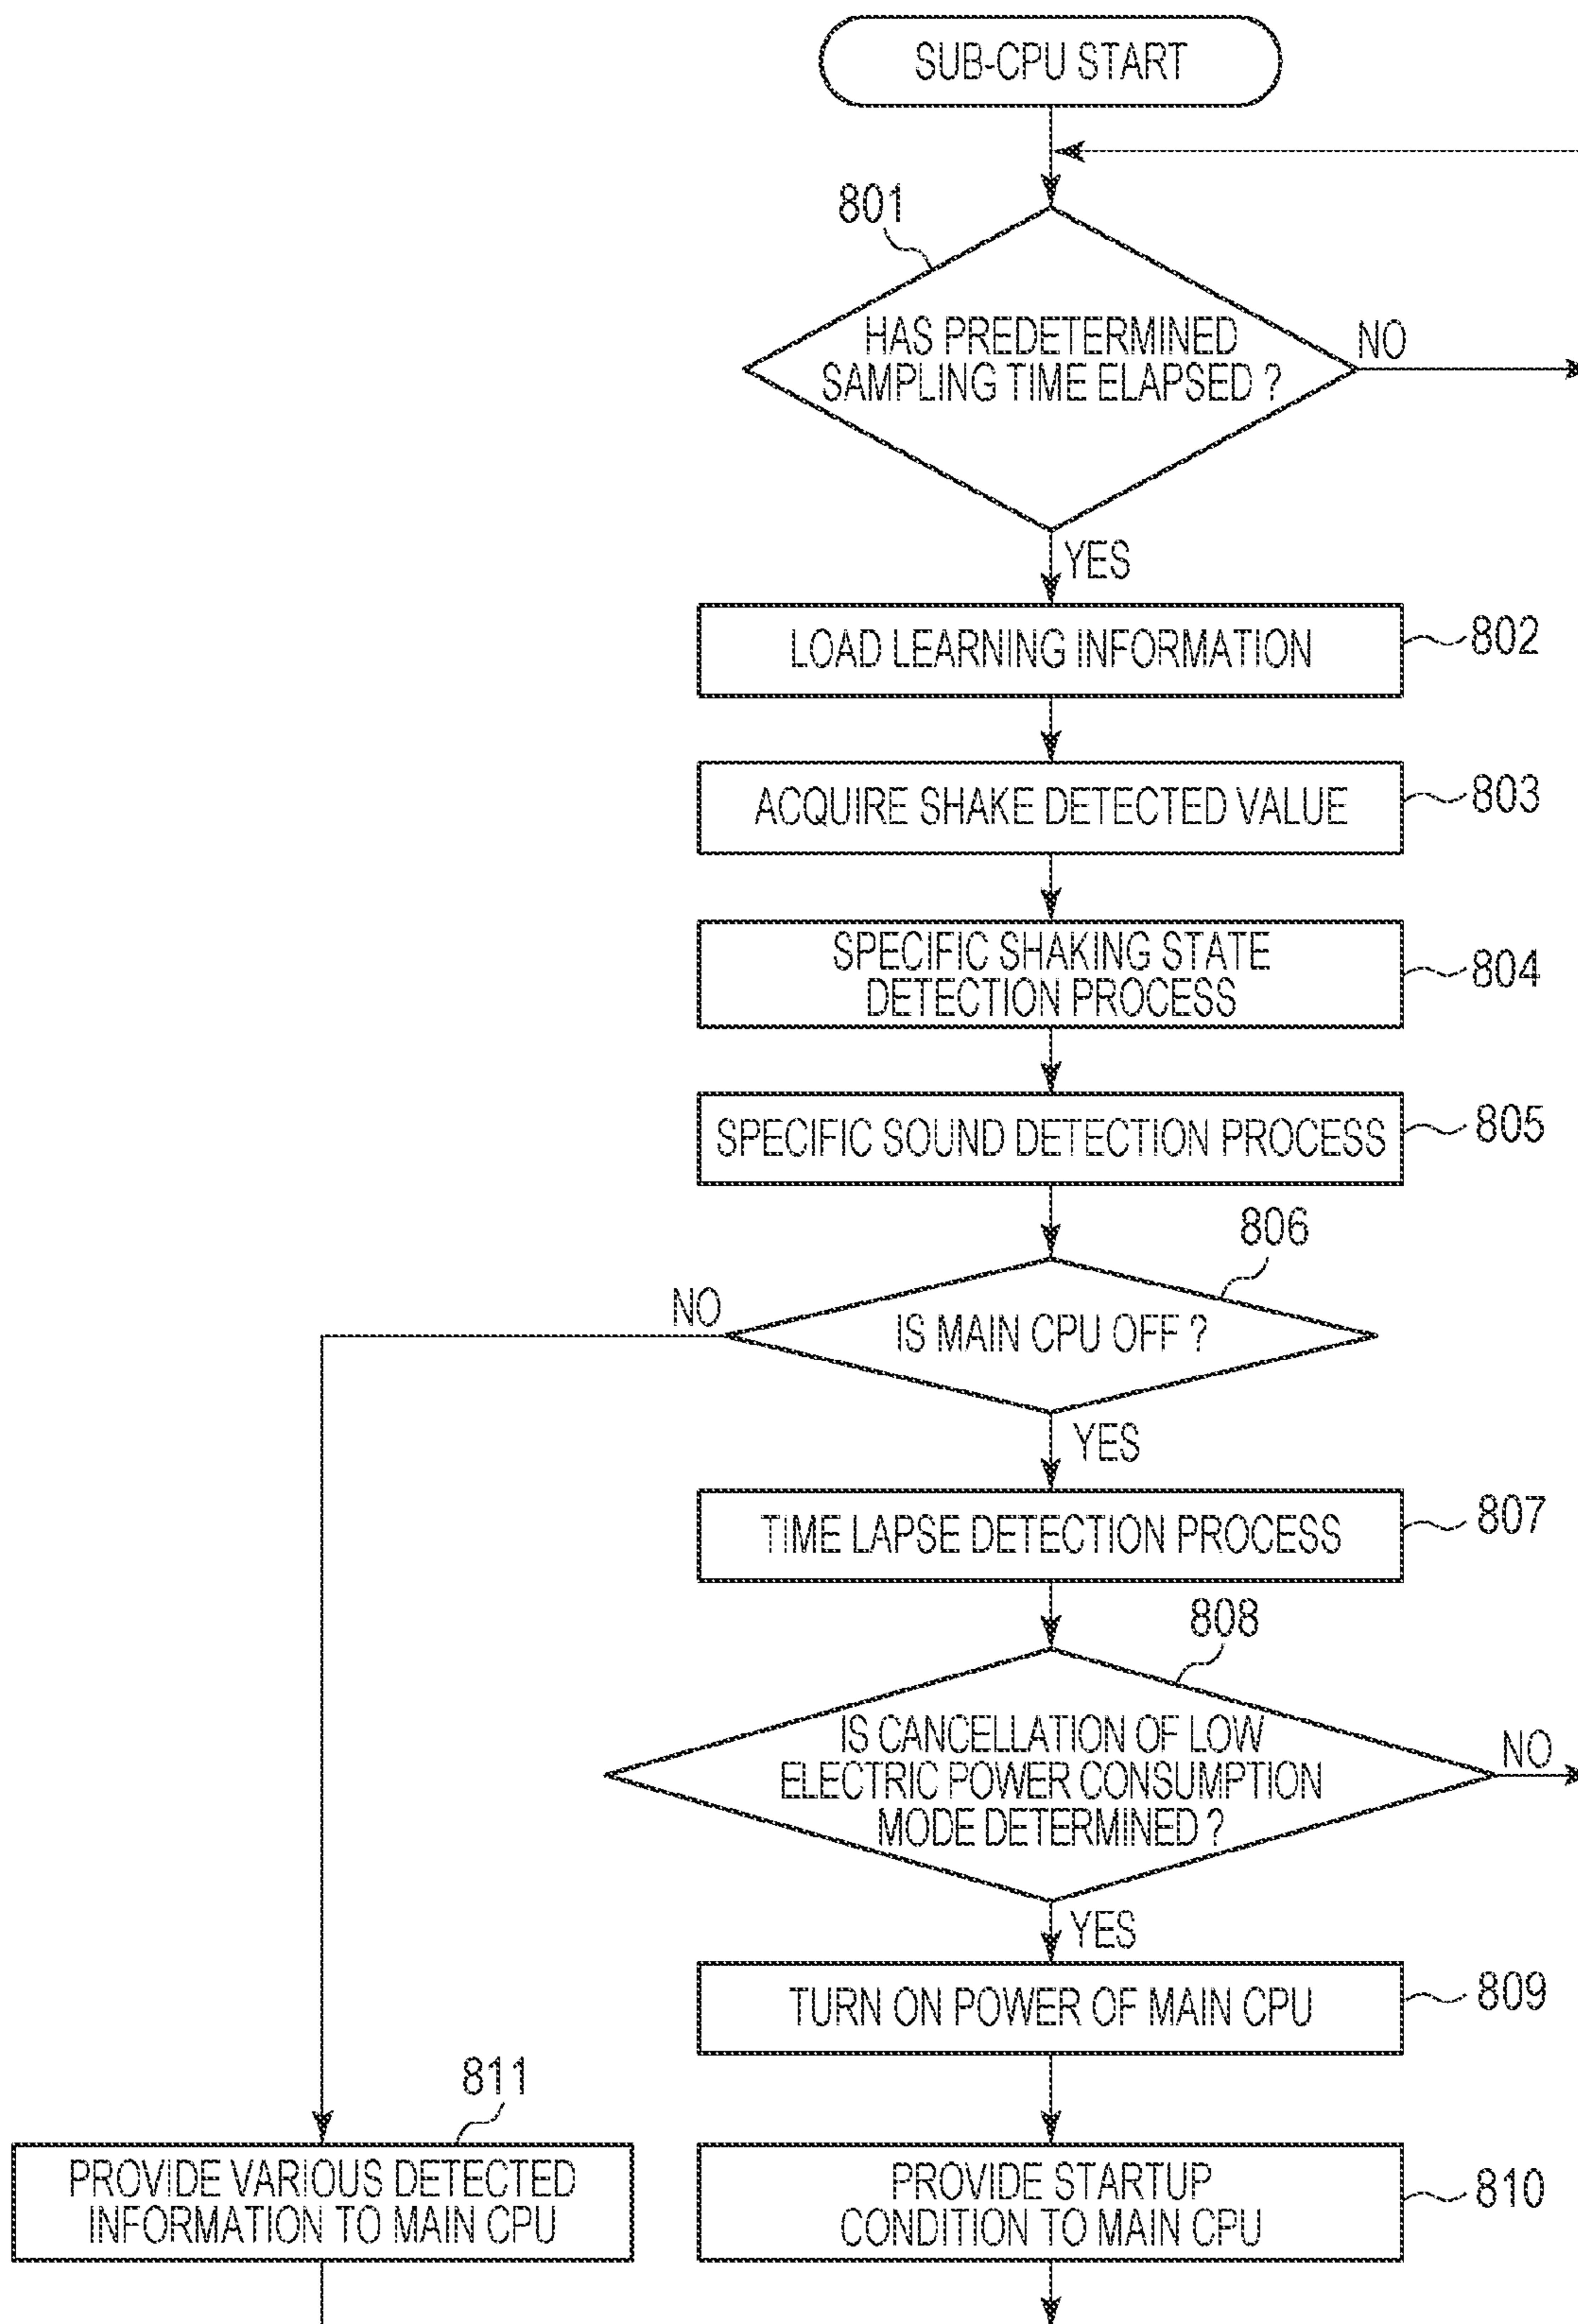 SUB-CPU START
801
HAS PREDETERMINED
SAMPLING TIME ELAPSED ?
NO
YES
LOAD LEARNING INFORMATION
802
ACQUIRE SHAKE DETECTED VALUE
803
SPECIFIC SHAKING STATE
DETECTION PROCESS
804
SPECIFIC SOUND DETECTION PROCESS
805
806
NO
IS MAIN CPU OFF ?
YES
TIME LAPSE DETECTION PROCESS
807
808
IS CANCELLATION OF LOW
ELECTRIC POWER CONSUMPTION
MODE DETERMINED ?
NO
YES
TURN ON POWER OF MAIN CPU
809
811
PROVIDE VARIOUS DETECTED
INFORMATION TO MAIN CPU
PROVIDE STARTUP
CONDITION TO MAIN CPU
810